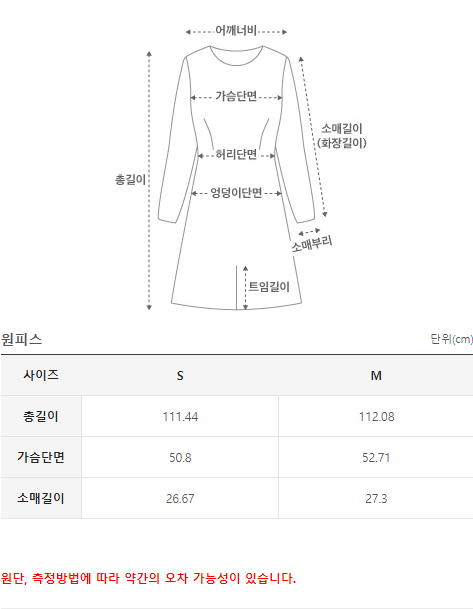 어깨너비
가슴단면
소매길이
(화장길이)
허리단면
총길이
엉덩이단면
소매부리
트임길이
원피스 단위(cm)
사이즈 S M
총길이 111.44 112.08
가슴단면 50.8 52.71
소매길이 26.67 27.3
원단, 측정방법에 따라 약간의 오차 가능성이 있습니다.